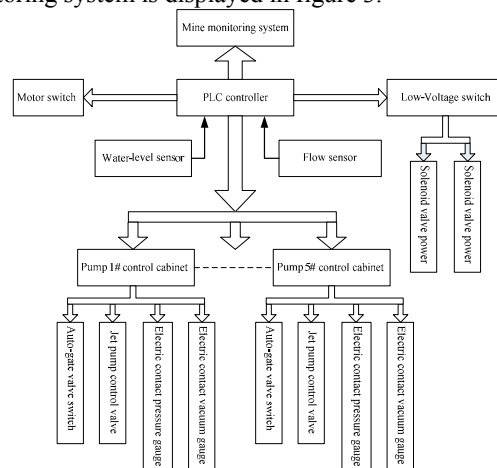 toring system is displayed in figure 3.
Mine monitoring system
Motor switch
PLC controller
Low-Voltage switch
Water-level sensor
Flow sensor
Solenoid valve power
Solenoid valve power
Pump 1# control cabinet
Pump 5# control cabinet
Auto-gate valve switch
Jet pump control valve
Electric contact pressure gauge
Electric contact vacuum gauge
Auto-gate valve switch
Jet pump control valve
Electric contact pressure gauge
Electric contact vacuum gauge